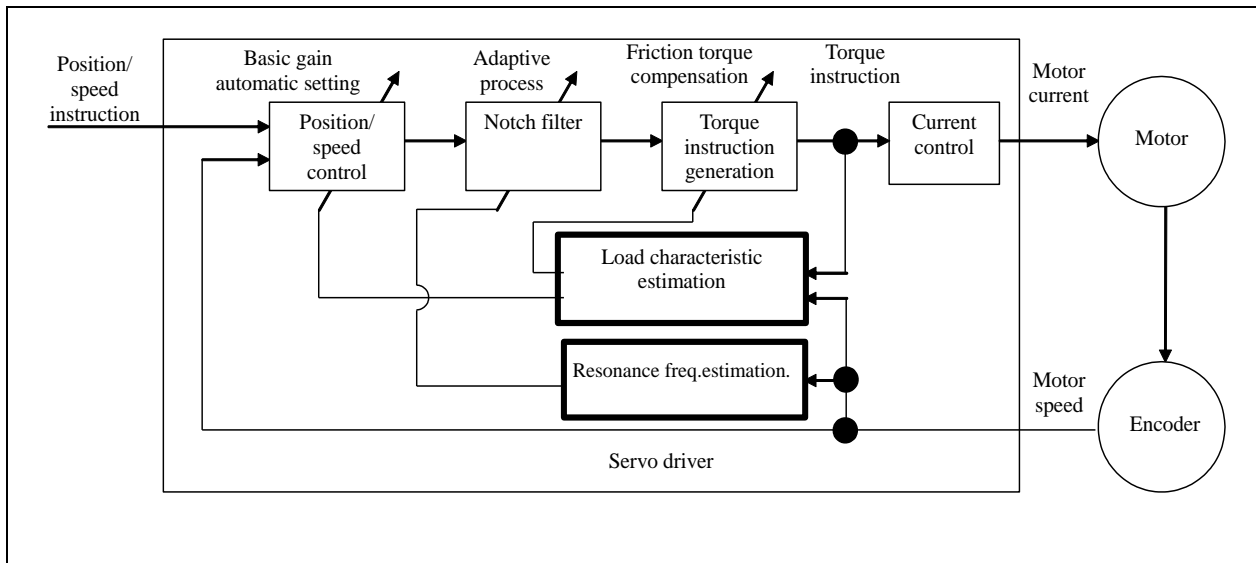 Position/
speed
instruction
Basic gain
automatic setting
Adaptive
process
Friction torque
compensation
Torque
instruction
Motor
current
Position/
speed
control
Notch filter
Torque
instruction
generation
Current
control
Motor
Load characteristic
estimation
Resonance freq.estimation.
Motor
speed
Encoder
Servo driver